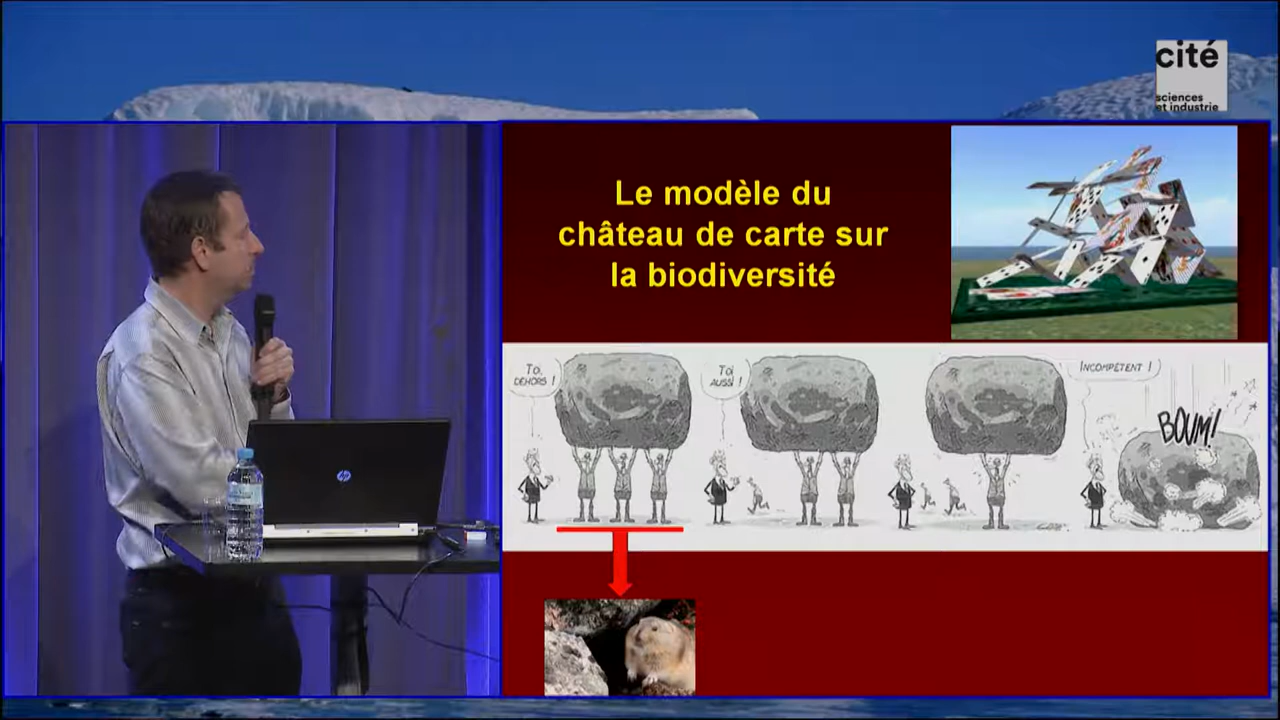 cité
sciences
et industrie
Le modèle du
château de carte sur
la biodiversité
TOI,
DEHORS !
TOI
AUSSI !
INCOMPÉTENT !
BOUM!
hp